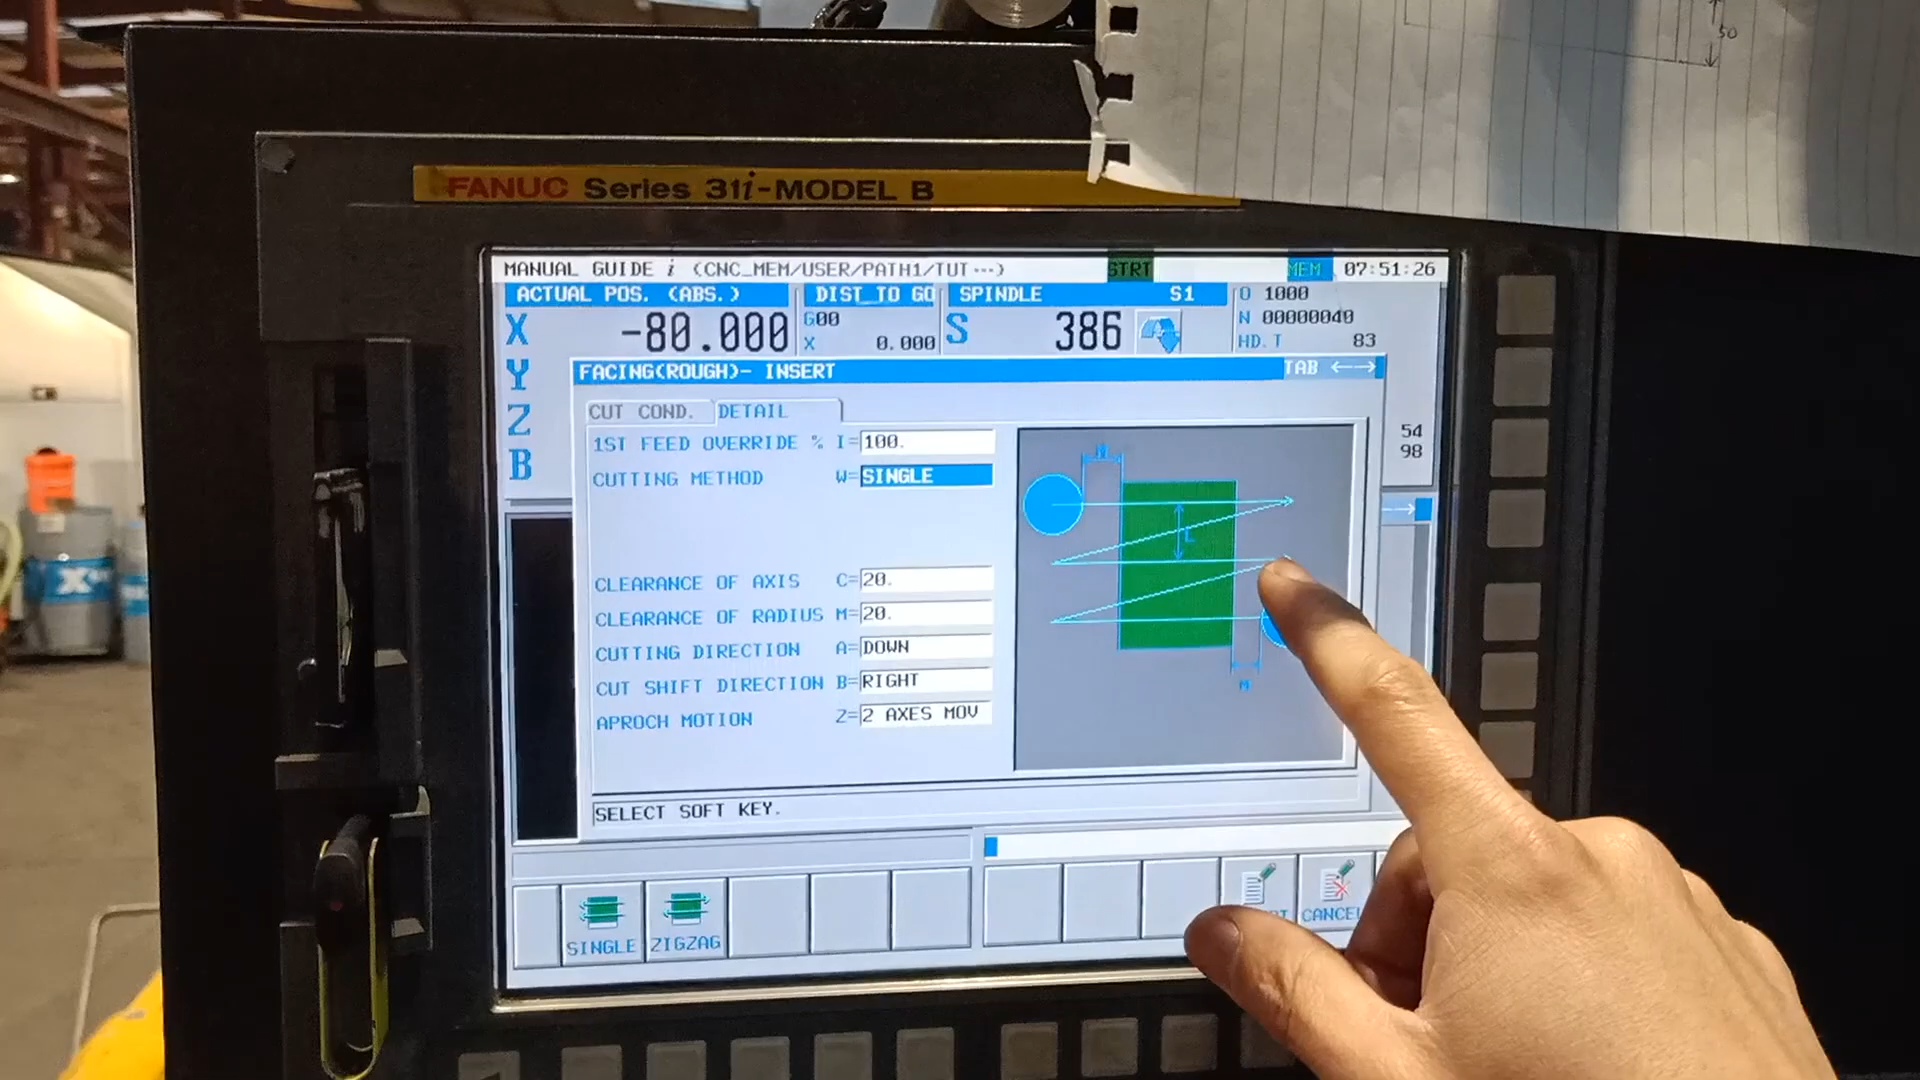 50
FANUC Series 31i-MODEL B
MANUAL GUIDE i (CNC_MEM/USER/PATH1/TUT···) STRT MEM 07:51:26
ACTUAL POS. (ABS.) DIST_TO GO SPINDLE S1 O 1000
X -80.000 G00 X 0.000 S 386 N 00000040
HD.T 83
FACING(ROUGH)- INSERT TAB
Y
Z
B
CUT COND. DETAIL
1ST FEED OVERRIDE % I=100.
CUTTING METHOD W=SINGLE
CLEARANCE OF AXIS C=20.
CLEARANCE OF RADIUS M=20.
CUTTING DIRECTION A=DOWN
CUT SHIFT DIRECTION B=RIGHT
APROCH MOTION Z=2 AXES MOV
M
L
M
54
98
SELECT SOFT KEY.
SINGLE ZIGZAG CANCEL